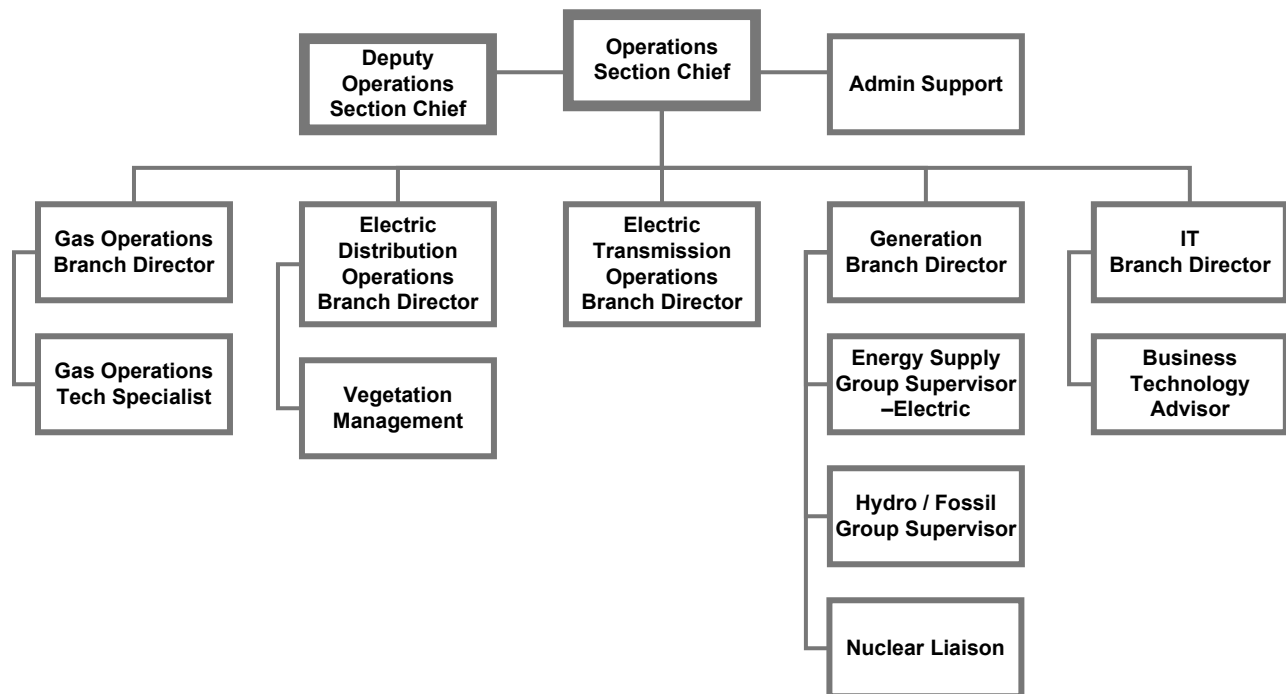 Deputy
Operations
Section Chief
Operations
Section Chief
Admin Support
Gas Operations
Branch Director
Electric
Distribution
Operations
Branch Director
Electric
Transmission
Operations
Branch Director
Generation
Branch Director
IT
Branch Director
Gas Operations
Tech Specialist
Vegetation
Management
Energy Supply
Group Supervisor
–Electric
Business
Technology
Advisor
Hydro / Fossil
Group Supervisor
Nuclear Liaison